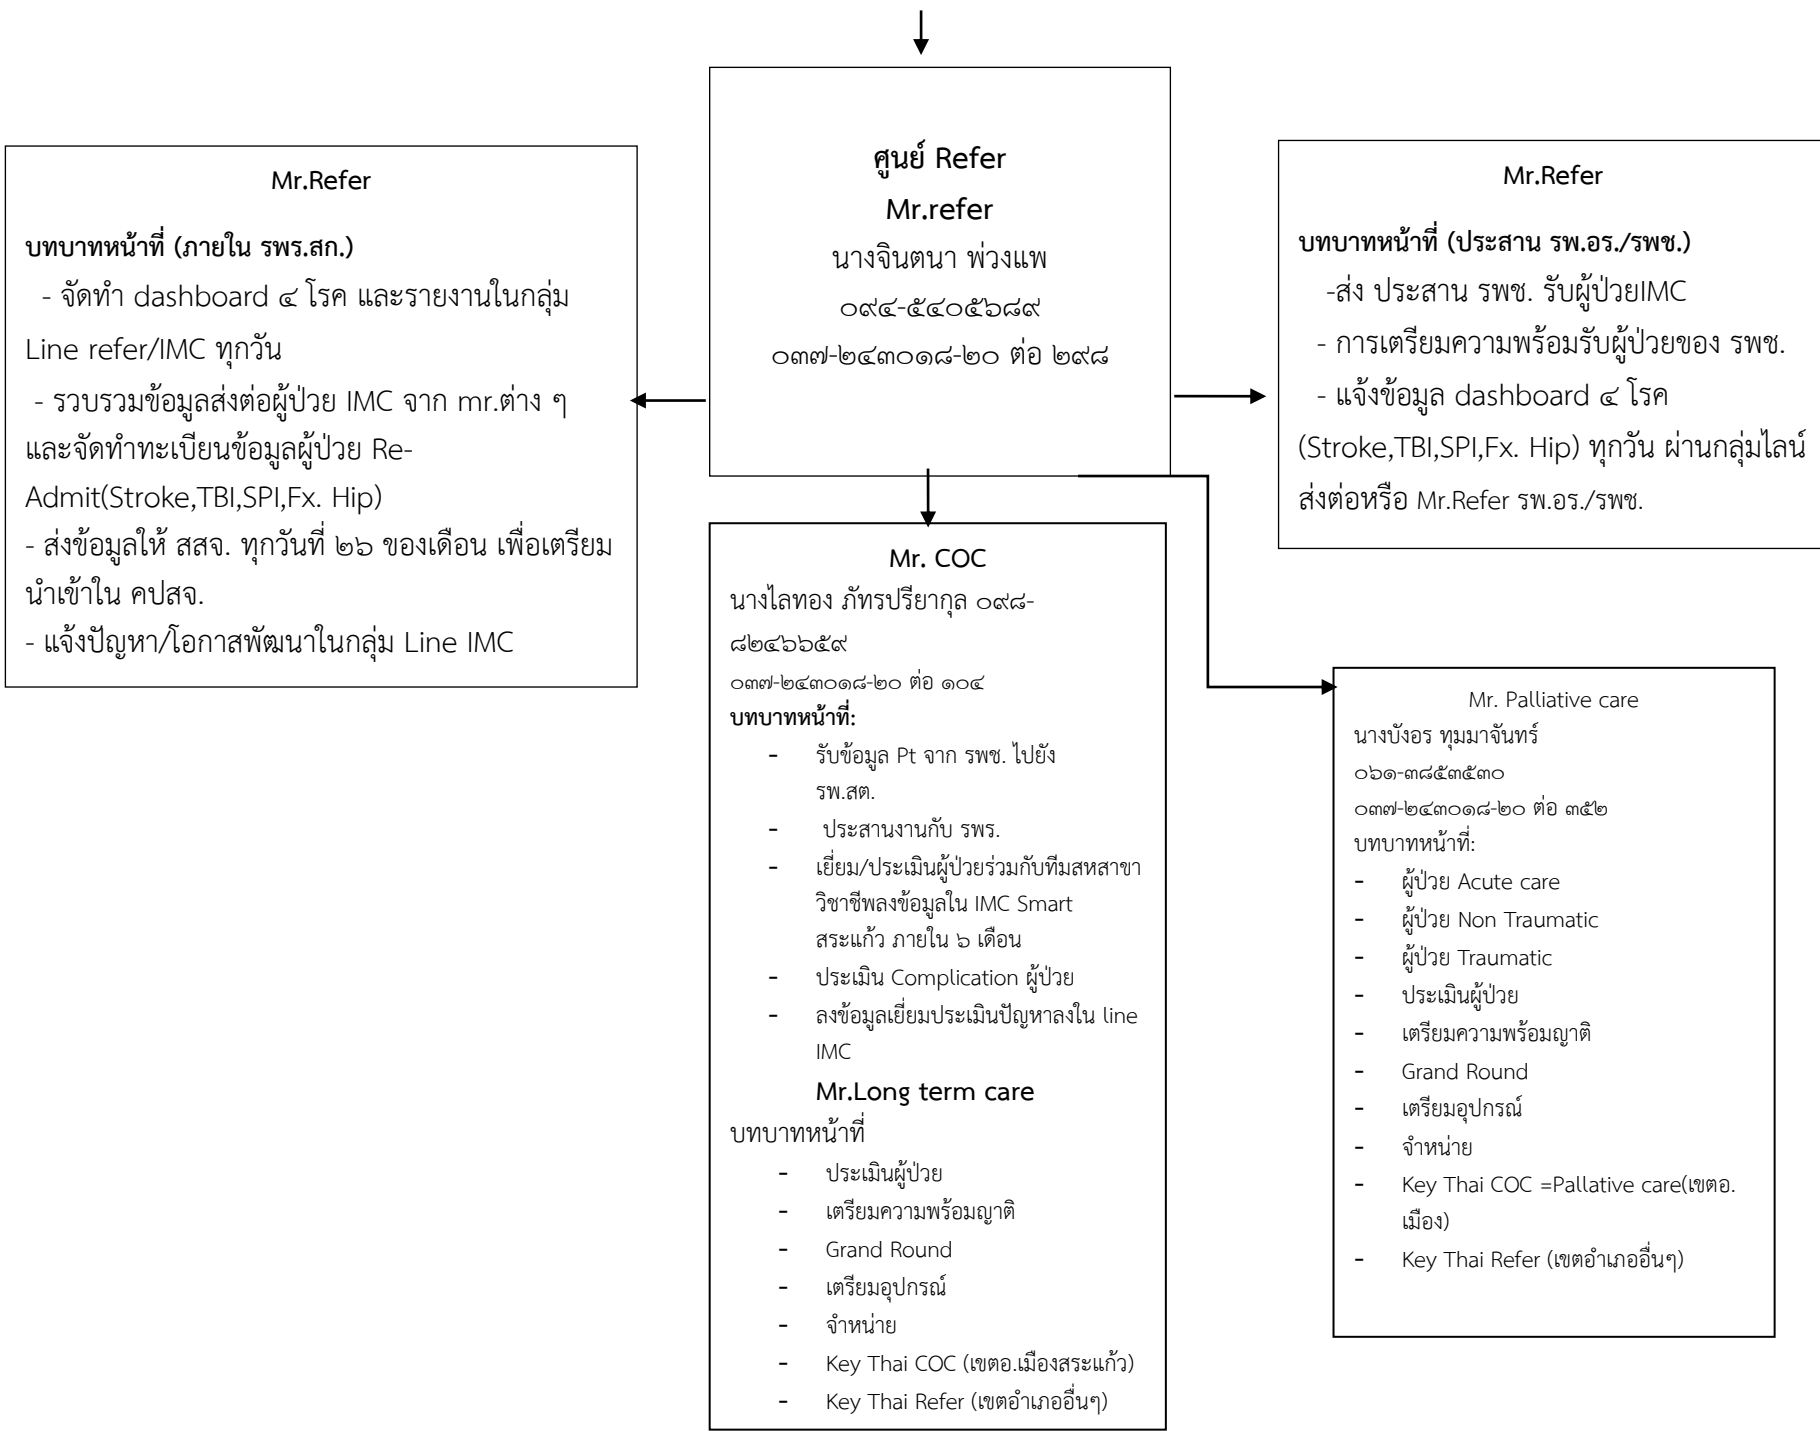 ศูนย์ Refer
Mr.refer
นางจินตนา พ่วงแพ
๐๙๔-๕๔๐๕๖๘๙
๐๓๗-๒๔๓๐๑๘-๒๐ ต่อ ๒๙๘
Mr.Refer
บทบาทหน้าที่ (ภายใน รพร.สก.)
- จัดทำ dashboard ๔ โรค และรายงานในกลุ่ม
Line refer/IMC ทุกวัน
- รวบรวมข้อมูลส่งต่อผู้ป่วย IMC จาก mr.ต่าง ๆ
และจัดทำทะเบียนข้อมูลผู้ป่วย Re-
Admit(Stroke,TBI,SPI,Fx. Hip)
- ส่งข้อมูลให้ สสจ. ทุกวันที่ ๒๖ ของเดือน เพื่อเตรียม
นำเข้าใน คปสจ.
- แจ้งปัญหา/โอกาสพัฒนาในกลุ่ม Line IMC
Mr.Refer
บทบาทหน้าที่ (ประสาน รพ.อร./รพช.)
-ส่ง ประสาน รพช. รับผู้ป่วยIMC
- การเตรียมความพร้อมรับผู้ป่วยของ รพช.
- แจ้งข้อมูล dashboard ๔ โรค
(Stroke,TBI,SPI,Fx. Hip) ทุกวัน ผ่านกลุ่มไลน์
ส่งต่อหรือ Mr.Refer รพ.อร./รพช.
Mr. COC
นางไลทอง ภัทรปรียากุล ๐๙๘-
๘๒๔๖๖๕๙
๐๓๗-๒๔๓๐๑๘-๒๐ ต่อ ๑๐๔
บทบาทหน้าที่:
- รับข้อมูล Pt จาก รพช. ไปยัง
รพ.สต.
- ประสานงานกับ รพร.
- เยี่ยม/ประเมินผู้ป่วยร่วมกับทีมสหสาขา
วิชาชีพลงข้อมูลใน IMC Smart
สระแก้ว ภายใน ๖ เดือน
- ประเมิน Complication ผู้ป่วย
- ลงข้อมูลเยี่ยมประเมินปัญหาลงใน line
IMC
Mr.Long term care
บทบาทหน้าที่
- ประเมินผู้ป่วย
- เตรียมความพร้อมญาติ
- Grand Round
- เตรียมอุปกรณ์
- จำหน่าย
- Key Thai COC (เขตอ.เมืองสระแก้ว)
- Key Thai Refer (เขตอำเภออื่นๆ)
Mr. Palliative care
นางบังอร ทุมมาจันทร์
๐๖๑-๓๘๕๓๕๓๐
๐๓๗-๒๔๓๐๑๘-๒๐ ต่อ ๓๕๒
บทบาทหน้าที่:
- ผู้ป่วย Acute care
- ผู้ป่วย Non Traumatic
- ผู้ป่วย Traumatic
- ประเมินผู้ป่วย
- เตรียมความพร้อมญาติ
- Grand Round
- เตรียมอุปกรณ์
- จำหน่าย
- Key Thai COC =Pallative care(เขตอ.
เมือง)
- Key Thai Refer (เขตอำเภออื่นๆ)